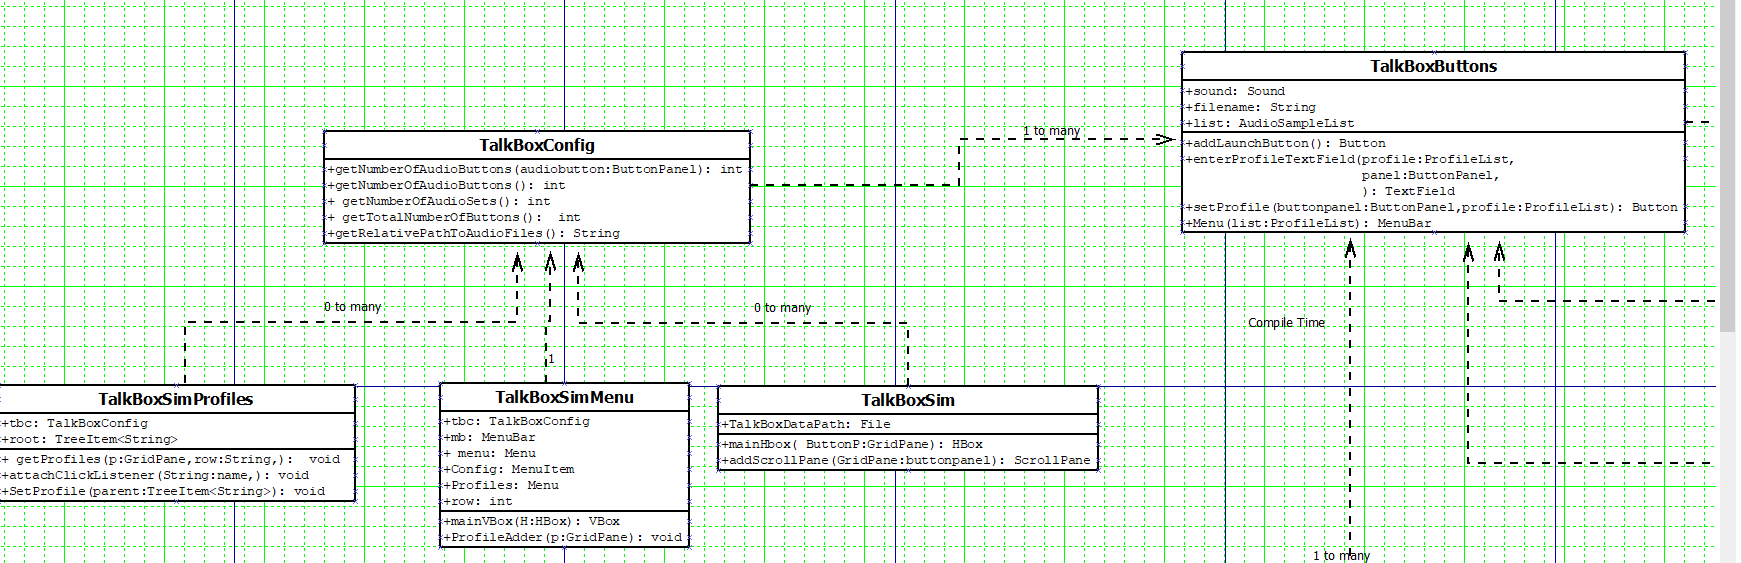 TalkBoxButtons
+sound: Sound
+filename: String
+list: AudioSampleList
+addLaunchButton(): Button
+enterProfileTextField(profile:ProfileList,
panel:ButtonPanel,
): TextField
+setProfile(buttonpanel:ButtonPanel,profile:ProfileList): Button
+Menu(list:ProfileList): MenuBar
1 to many
TalkBoxConfig
+getNumberOfAudioButtons(audiobutton:ButtonPanel): int
+getNumberOfAudioButtons(): int
+ getNumberOfAudioSets(): int
+ getTotalNumberOfButtons():  int
+getRelativePathToAudioFiles(): String
0 to many
0 to many
Compile Time
1
TalkBoxSimProfiles
+tbc: TalkBoxConfig
+root: TreeItem<String>
+ getProfiles(p:GridPane,row:String,):  void
+attachClickListener(String:name,): void
+SetProfile(parent:TreeItem<String>): void
TalkBoxSimMenu
+tbc: TalkBoxConfig
+mb: MenuBar
+ menu: Menu
+Config: MenuItem
+Profiles: Menu
+row: int
+mainVBox(H:HBox): VBox
+ProfileAdder(p:GridPane): void
TalkBoxSim
+TalkBoxDataPath: File
+mainHbox( ButtonP:GridPane): HBox
+addScrollPane(GridPane:buttonpanel): ScrollPane
1 to many